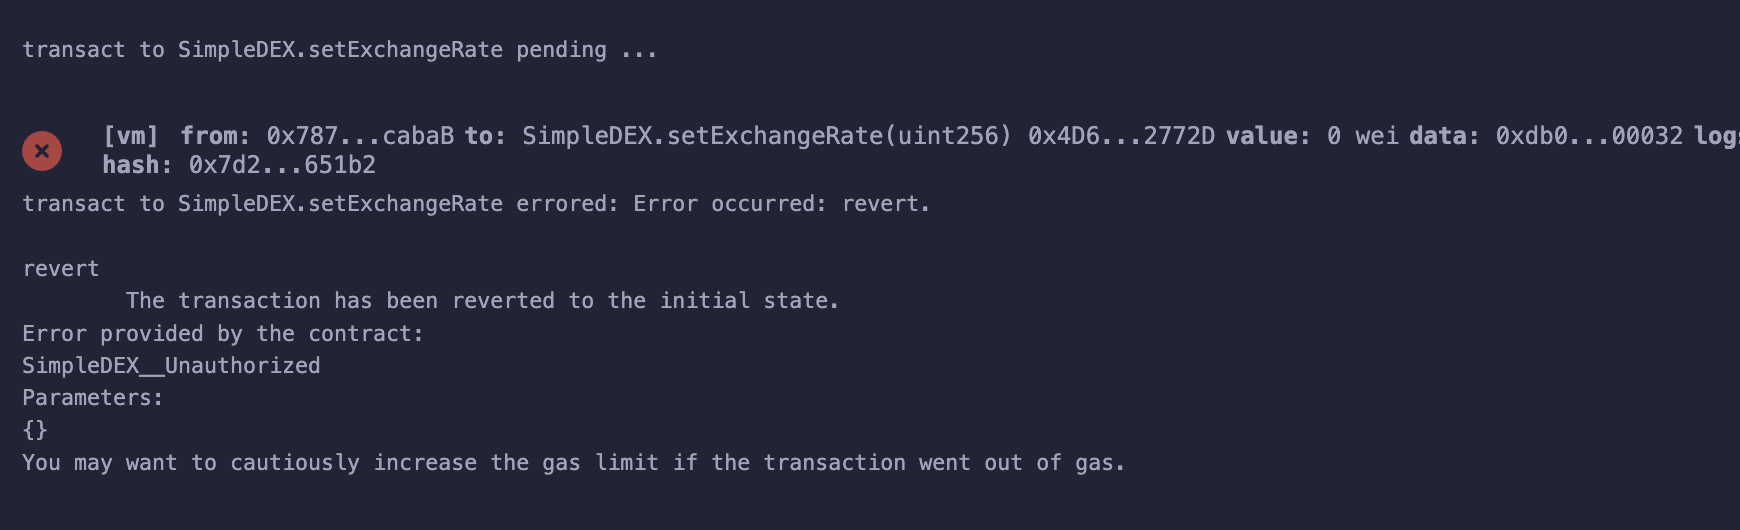 transact to SimpleDEX.setExchangeRate pending ...
[vm] from: 0x787...cabaB to: SimpleDEX.setExchangeRate(uint256) 0x4D6...2772D value: 0 wei data: 0xdb0...00032 logs
hash: 0x7d2...651b2
transact to SimpleDEX.setExchangeRate errored: Error occurred: revert.
revert
The transaction has been reverted to the initial state.
Error provided by the contract:
SimpleDEX__Unauthorized
Parameters:
{}
You may want to cautiously increase the gas limit if the transaction went out of gas.